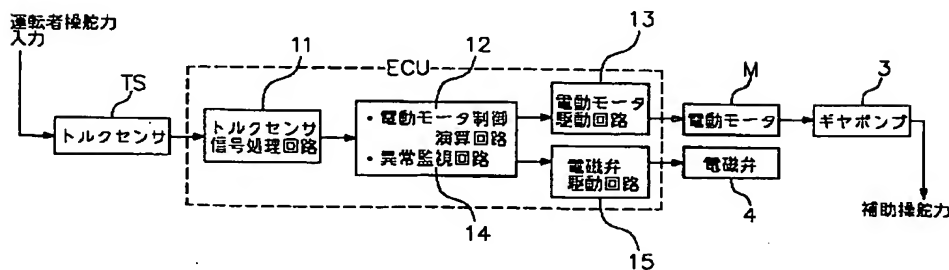 運転者操舵力
入力
TS
トルクセンサ
11
ECU
トルクセンサ
信号処理回路
12
・電動モータ制御
演算回路
・異常監視回路
14
13
電動モータ
駆動回路
電磁弁
駆動回路
15
M
電動モータ
電磁弁
4
3
ギヤポンプ
補助操舵力